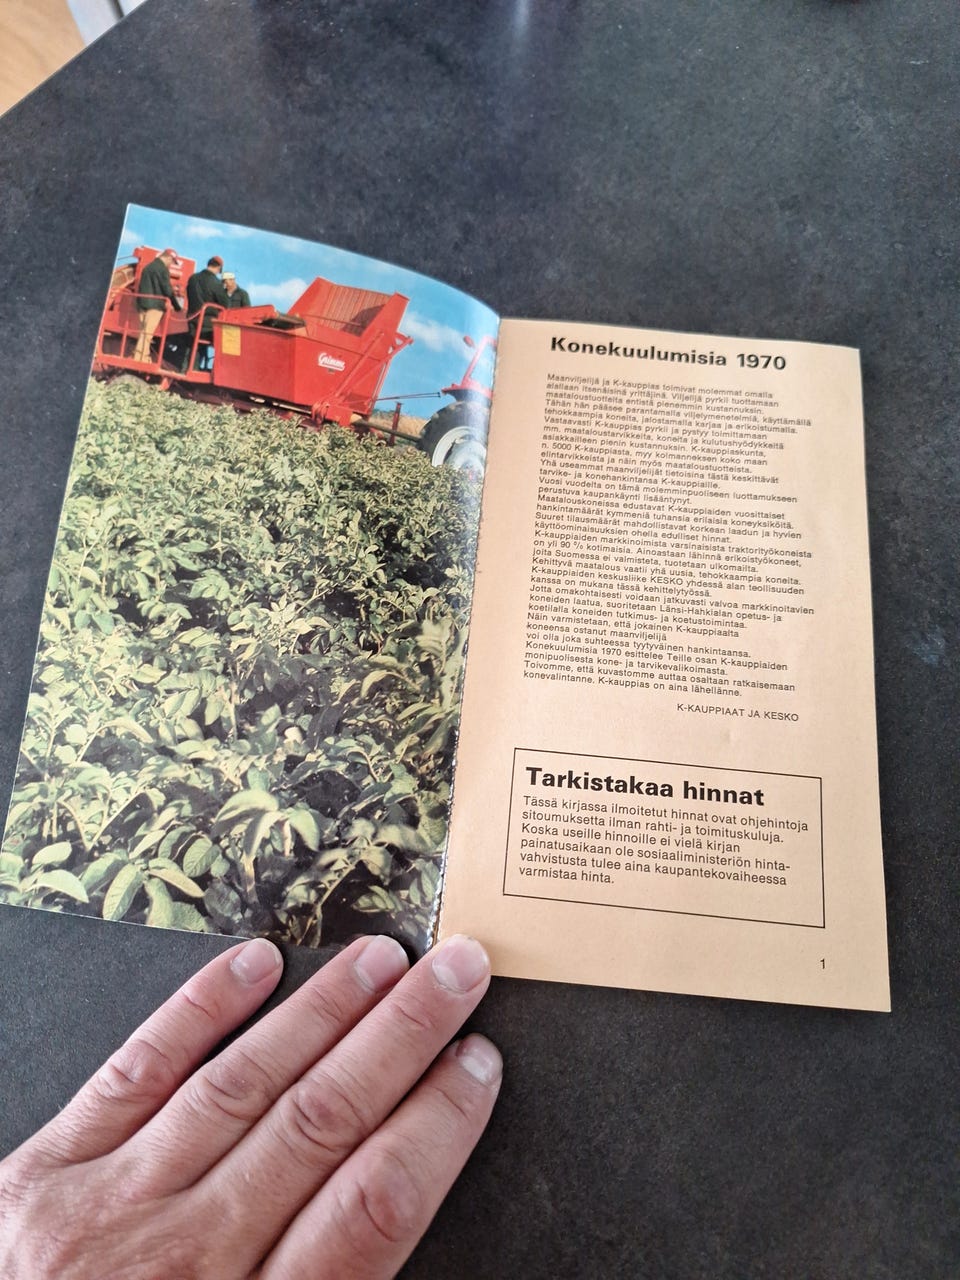 Grimme
Konekuulumisia 1970
Maanviljelijä ja K-kauppias toimivat molemmat omalla
alallaan itsenäisinä yrittäjinä. Viljelijä pyrkii tuottamaan
maataloustuotteita entistä pienemmin kustannuksin.
Tähän hän pääsee parantamalla viljelymenetelmiä, käyttämällä
tehokkaampia koneita, jalostamalla karjaa ja erikoistumalla.
Vastaavasti K-kauppias pyrkii ja pystyy toimittamaan
mm. maataloustarvikkeita, koneita ja kulutushyödykkeitä
asiakkailleen pienin kustannuksin. K-kauppiaskunta,
n. 5000 K-kauppiasta, myy kolmanneksen koko maan
elintarvikkeista ja näin myös maataloustuotteista.
Yhä useammat maanviljelijät tietoisina tästä keskittävät
tarvike- ja konehankintansa K-kauppiaille.
Vuosi vuodelta on tämä molemminpuoliseen luottamukseen
perustuva kaupankäynti lisääntynyt.
Maatalouskoneissa edustavat K-kauppiaiden vuosittaiset
hankintamäärät kymmeniä tuhansia erilaisia koneyksiköitä.
Suuret tilausmäärät mahdollistavat korkean laadun ja hyvien
käyttöominaisuuksien ohella edulliset hinnat.
K-kauppiaiden markkinoimista varsinaisista traktorityökoneista
on yli 90 % kotimaisia. Ainoastaan lähinnä erikoistyökoneet,
joita Suomessa ei valmisteta, tuotetaan ulkomailta.
Kehittyvä maatalous vaatii yhä uusia, tehokkaampia koneita.
K-kauppiaiden keskusliike KESKO yhdessä alan teollisuuden
kanssa on mukana tässä kehittelytyössä.
Jotta omakohtaisesti voidaan jatkuvasti valvoa markkinoitavien
koneiden laatua, suoritetaan Länsi-Hahkialan opetus- ja
koetilalla koneiden tutkimus- ja koetustoimintaa.
Näin varmistetaan, että jokainen K-kauppiaalta
koneensa ostanut maanviljelijä
voi olla joka suhteessa tyytyväinen hankintaansa.
Konekuulumisia 1970 esittelee Teille osan K-kauppiaiden
monipuolisesta kone- ja tarvikevalikoimasta.
Toivomme, että kuvastomme auttaa osaltaan ratkaisemaan
konevalintanne. K-kauppias on aina lähellänne.
K-KAUPPIAAT JA KESKO
Tarkistakaa hinnat
Tässä kirjassa ilmoitetut hinnat ovat ohjehintoja
sitoumuksetta ilman rahti- ja toimituskuluja.
Koska useille hinnoille ei vielä kirjan
painatusaikaan ole sosiaaliministeriön hinta-
vahvistusta tulee aina kaupantekovaiheessa
varmistaa hinta.
1